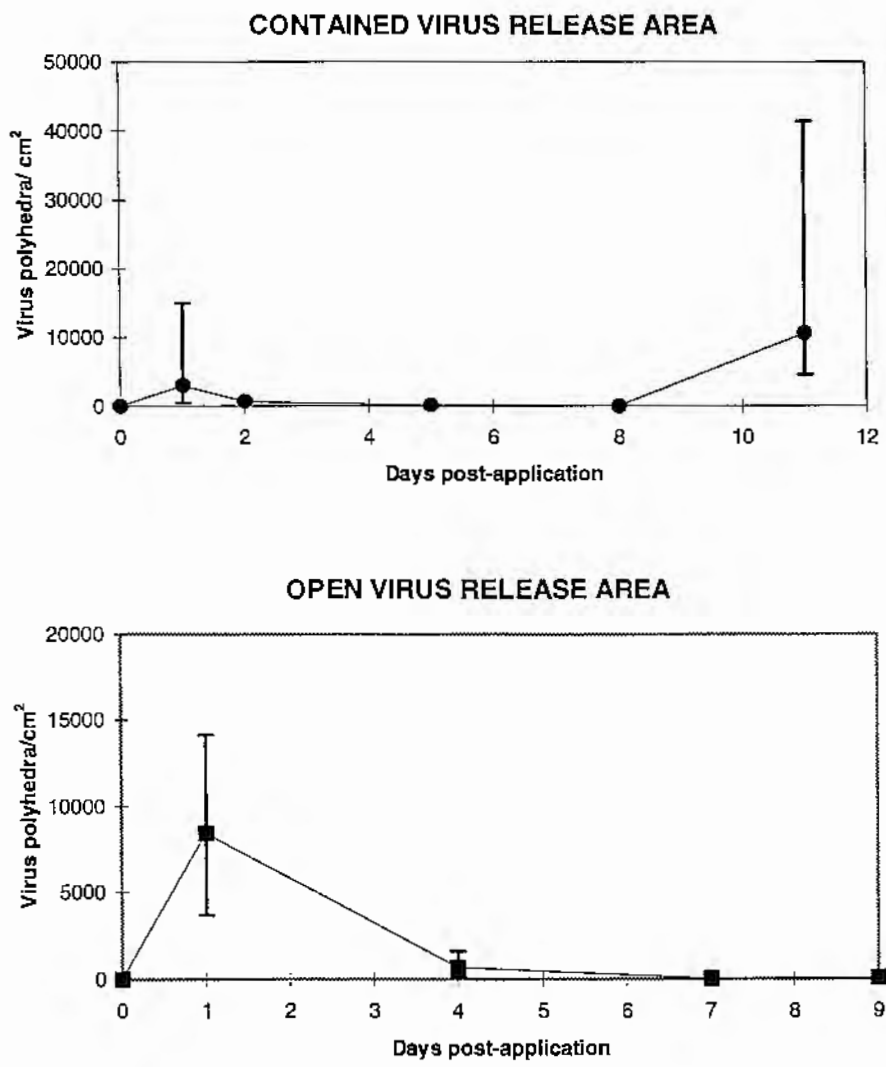 CONTAINED VIRUS RELEASE AREA
50000
40000
30000
20000
10000
0
Virus polyhedra/ cm²
0 2 4 6 8 10 12
Days post-application
OPEN VIRUS RELEASE AREA
20000
15000
10000
5000
0
Virus polyhedra/cm²
0 1 2 3 4 5 6 7 8 9
Days post-application